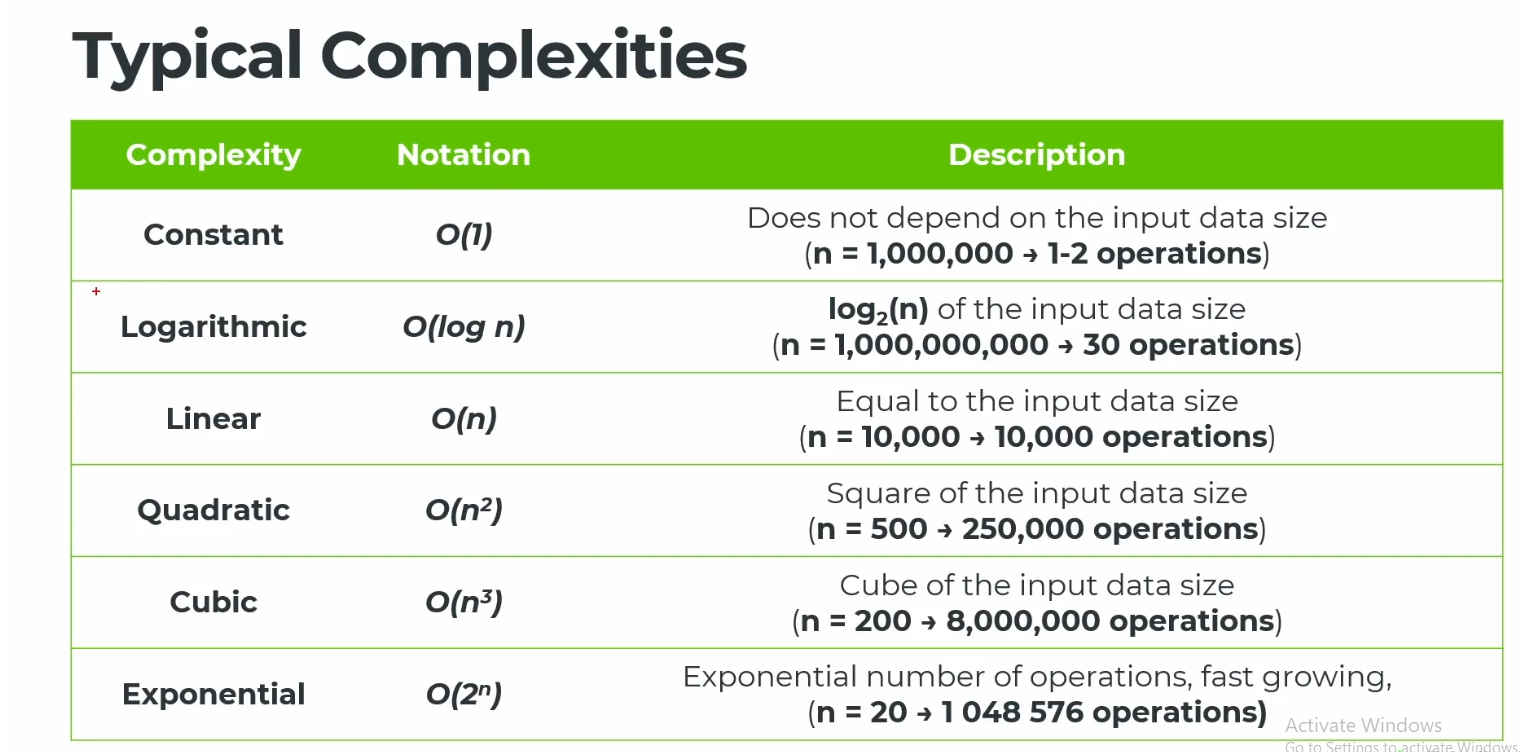 Typical Complexities
Complexity Notation Description
Constant O(1) Does not depend on the input data size
(n = 1,000,000 → 1-2 operations)
Logarithmic O(log n) log₂(n) of the input data size
(n = 1,000,000,000 → 30 operations)
Linear O(n) Equal to the input data size
(n = 10,000 → 10,000 operations)
Quadratic O(n²) Square of the input data size
(n = 500 → 250,000 operations)
Cubic O(n³) Cube of the input data size
(n = 200 → 8,000,000 operations)
Exponential O(2ⁿ) Exponential number of operations, fast growing,
(n = 20 → 1 048 576 operations)
Activate Windows
Go to Settings to activate Windows.